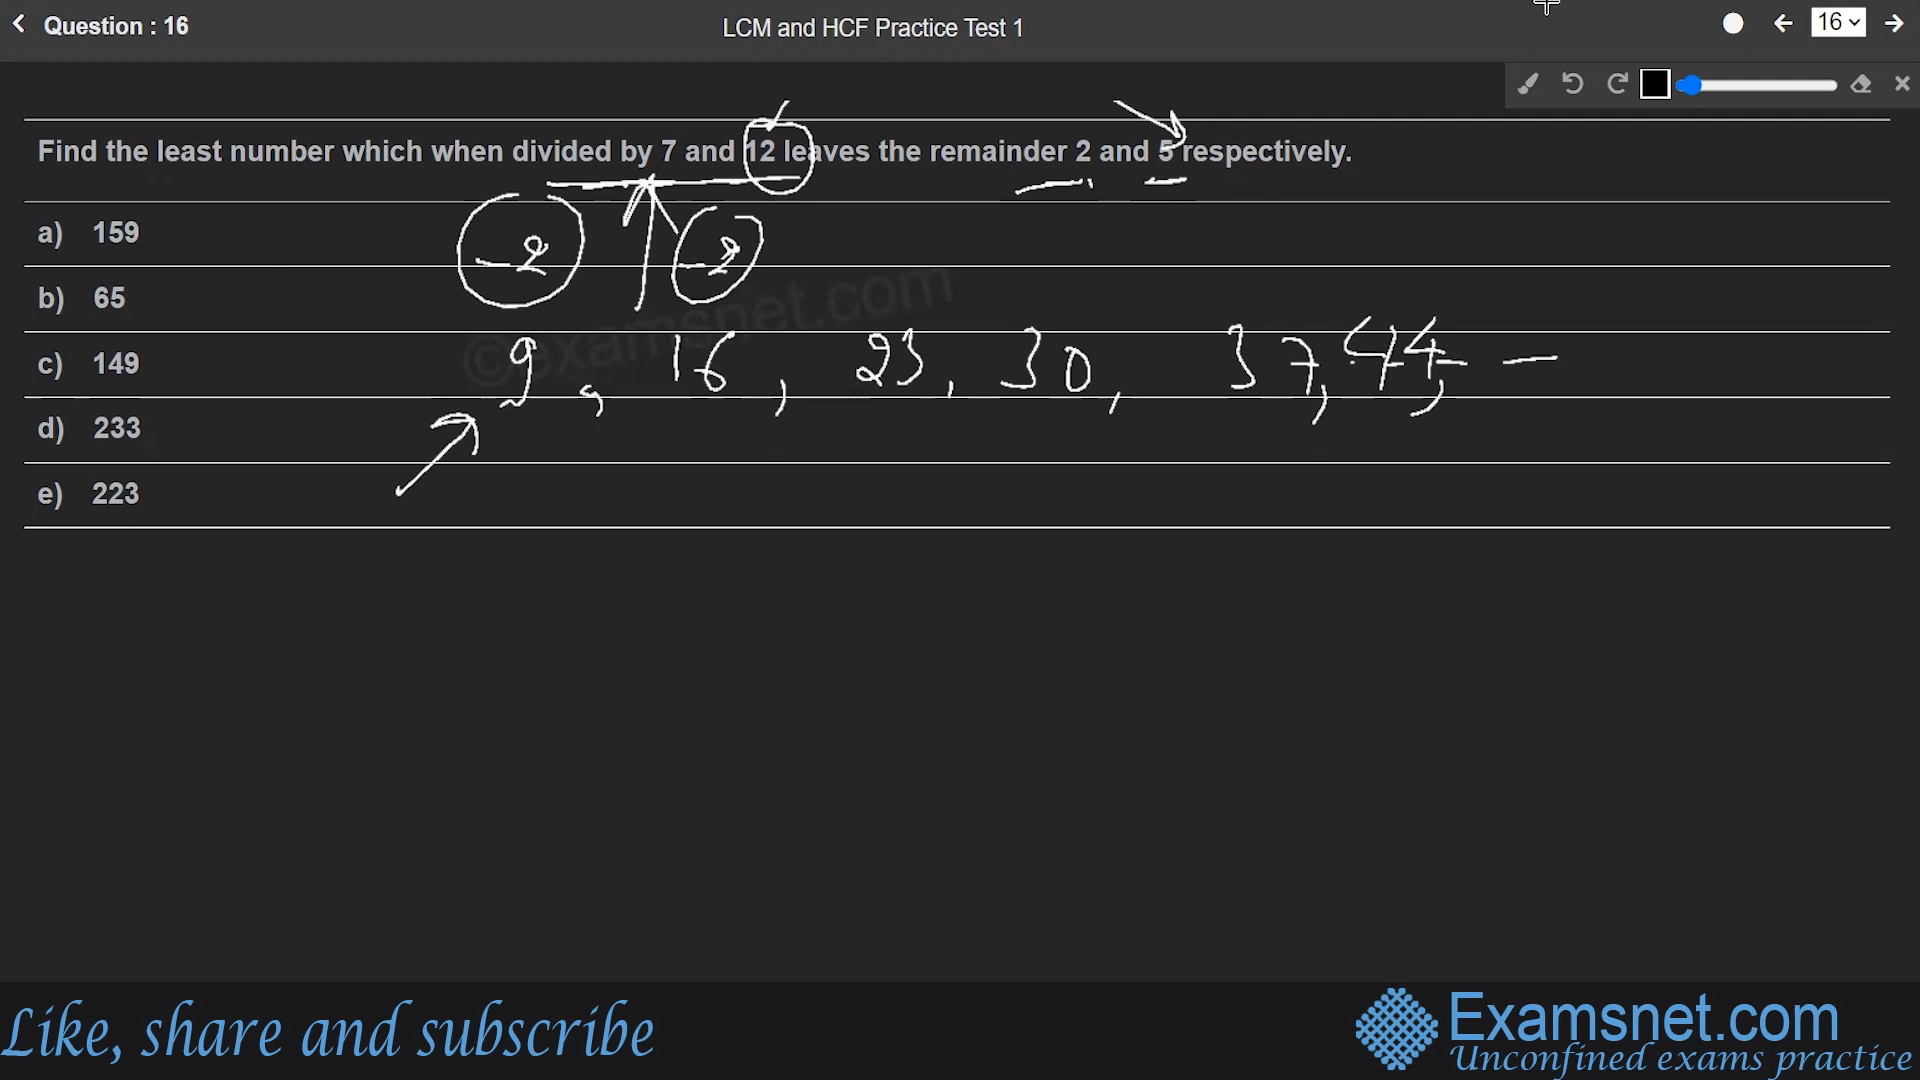 Question : 16
LCM and HCF Practice Test 1
16
Find the least number which when divided by 7 and 12 leaves the remainder 2 and 5 respectively.
a) 159
-2 -2
b) 65
©examsnet.com
c) 149
9, 16, 23, 30, 37, 44, - -
d) 233
e) 223
Like, share and subscribe
Examsnet.com
Unconfined exams practice